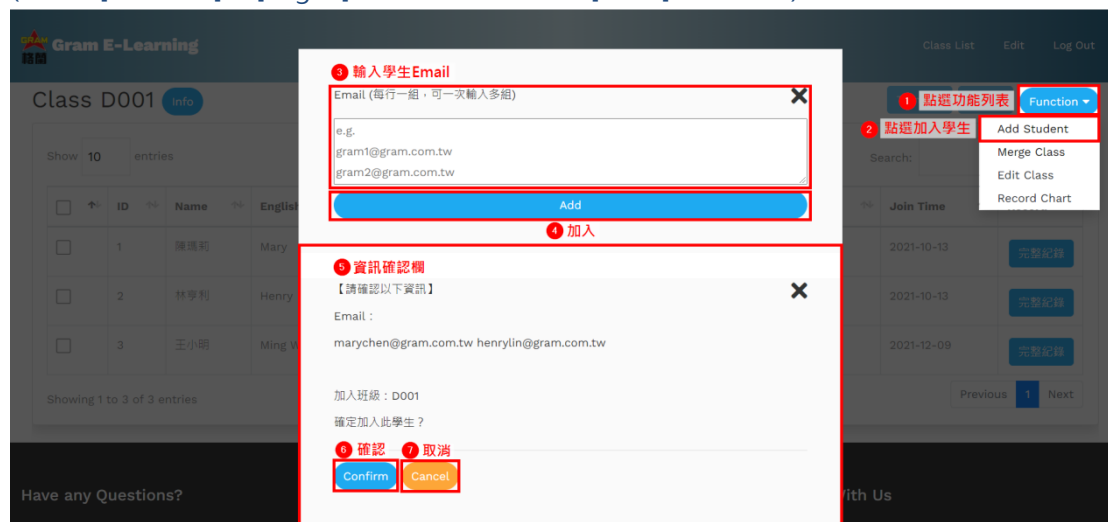 格蘭 Gram E-Learning
Class List Edit Log Out
Class D001 Info
1 點選功能列表 Function
2 點選加入學生 Add Student
Merge Class
Edit Class
Record Chart
3 輸入學生Email
Email (每行一組,可一次輸入多組)
e.g.
gram1@gram.com.tw
gram2@gram.com.tw
Add
4 加入
Show 10 entries
Search:
ID Name English Join Time
1 陳瑪莉 Mary 2021-10-13 完整紀錄
2 林亨利 Henry 2021-10-13 完整紀錄
3 王小明 Ming W 2021-12-09 完整紀錄
Showing 1 to 3 of 3 entries
Previous 1 Next
5 資訊確認欄
【請確認以下資訊】
Email :
marychen@gram.com.tw henrylin@gram.com.tw
加入班級:D001
確定加入此學生?
6 確認 7 取消
Confirm Cancel
Have any Questions?
With Us